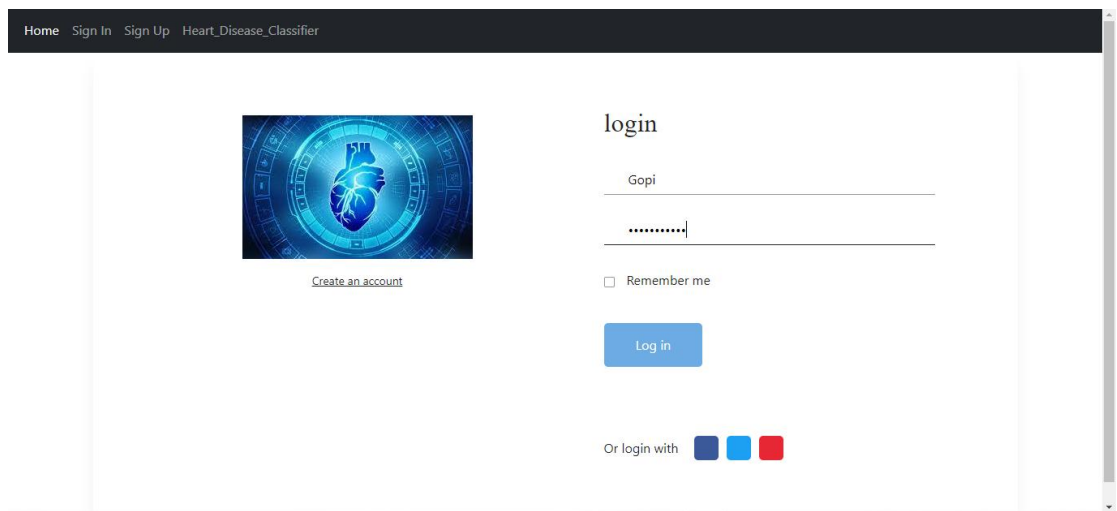 Home Sign In Sign Up Heart_Disease_Classifier
login
Gopi
•••••••••••
Create an account
Remember me
Log in
Or login with